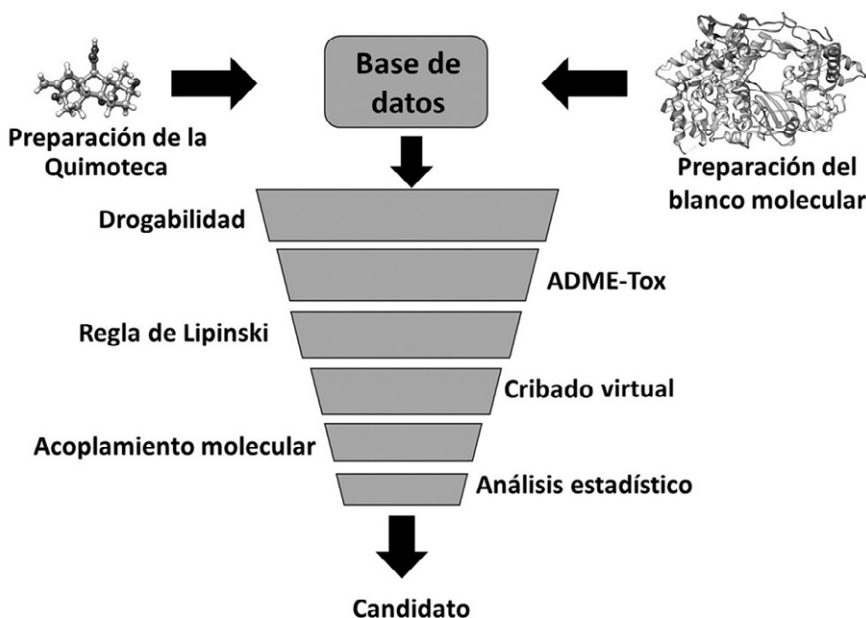 Base de
datos
Preparación de la
Quimoteca
Preparación del
blanco molecular
Drogabilidad
ADME-Tox
Regla de Lipinski
Cribado virtual
Acoplamiento molecular
Análisis estadístico
Candidato